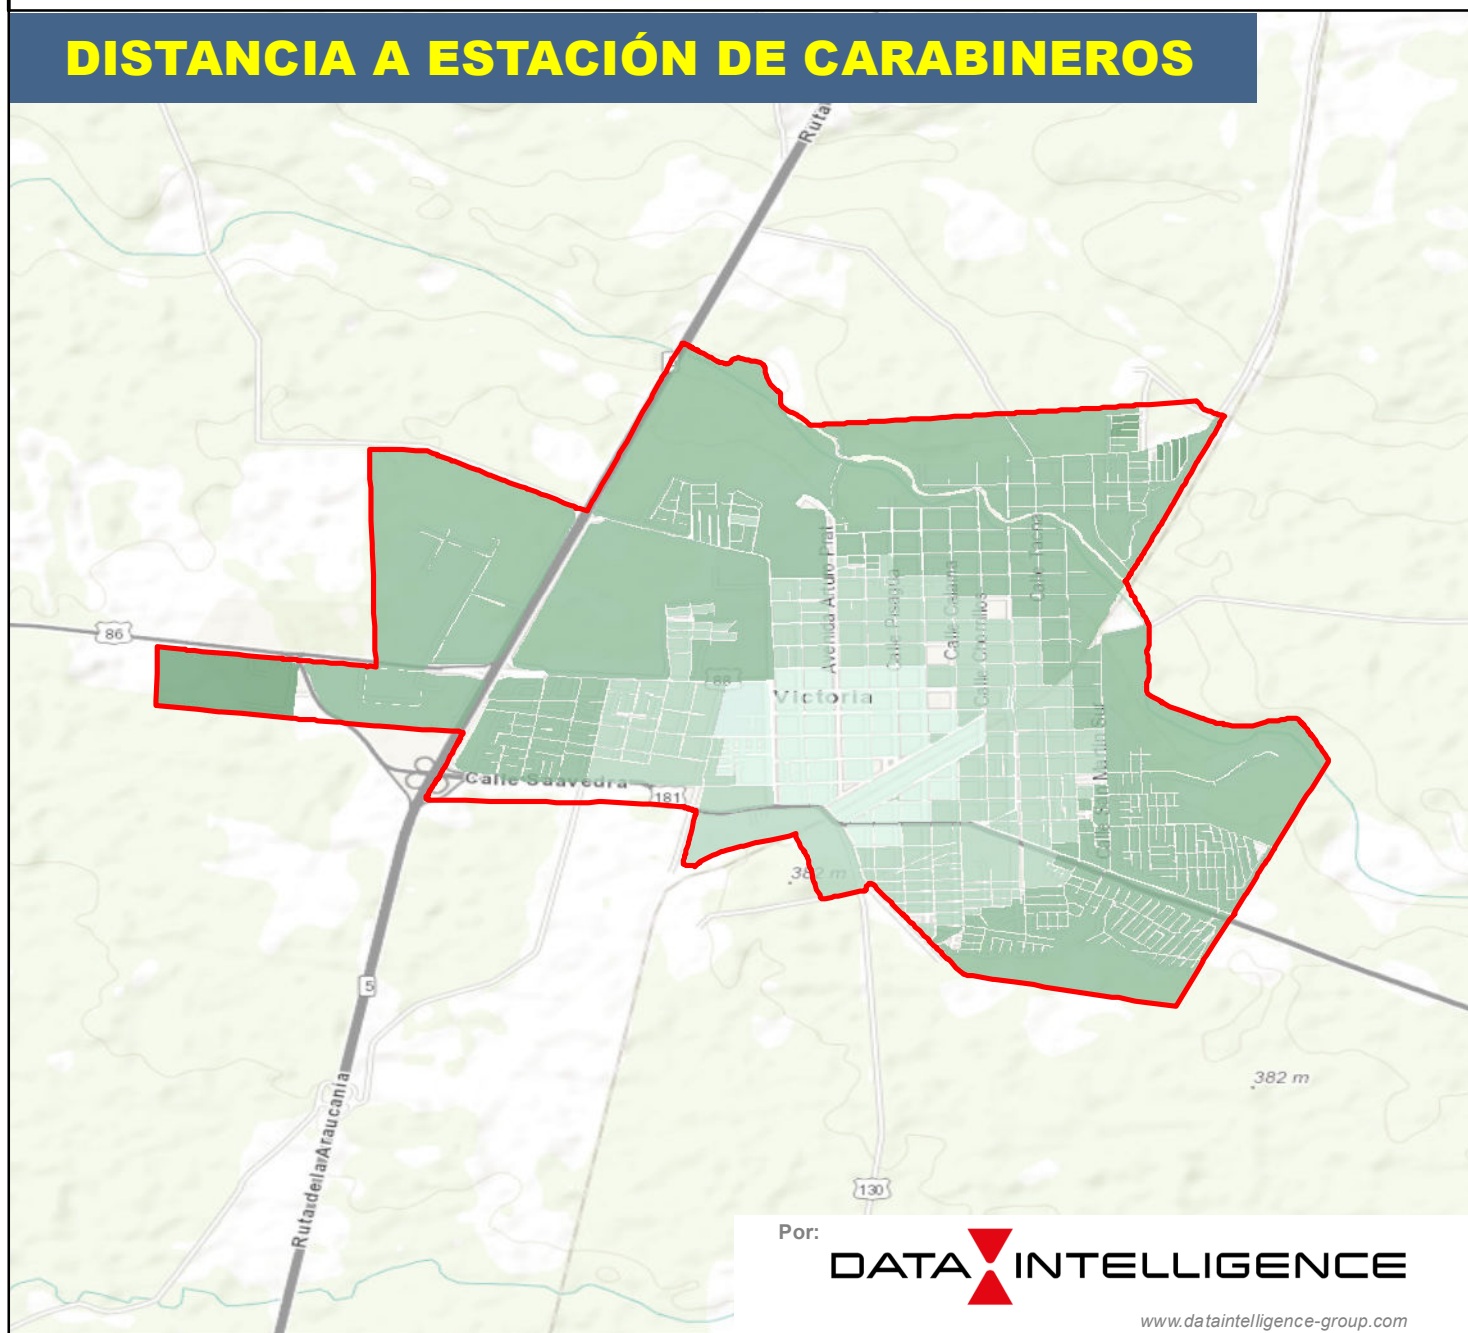 DISTANCIA A ESTACIÓN DE CARABINEROS
Ruta
86
Avenida Arturo Prat
Calle Pisagua
Calle Calama
Calle Chorrillos
Calle Tacna
88
Victoria
Calle San Martín Sur
Calle Saavedra
181
382 m
5
382 m
Ruta de la Araucanía
130
Por:
DATA INTELLIGENCE
www.dataintelligence-group.com